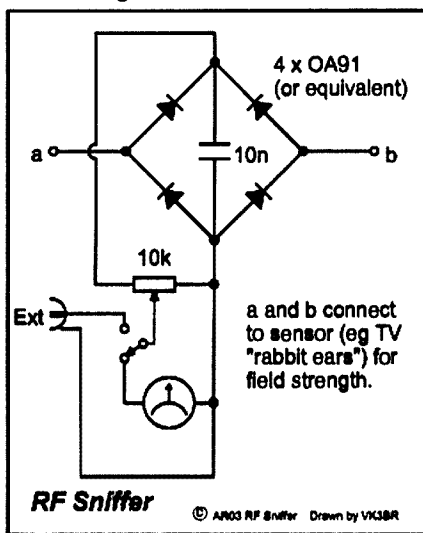 4 x OA91
(or equivalent)
a
b
10n
10k
Ext
a and b connect
to sensor (eg TV
"rabbit ears") for
field strength.
RF Sniffer
© AR03 RF Sniffer Drawn by VK3BR